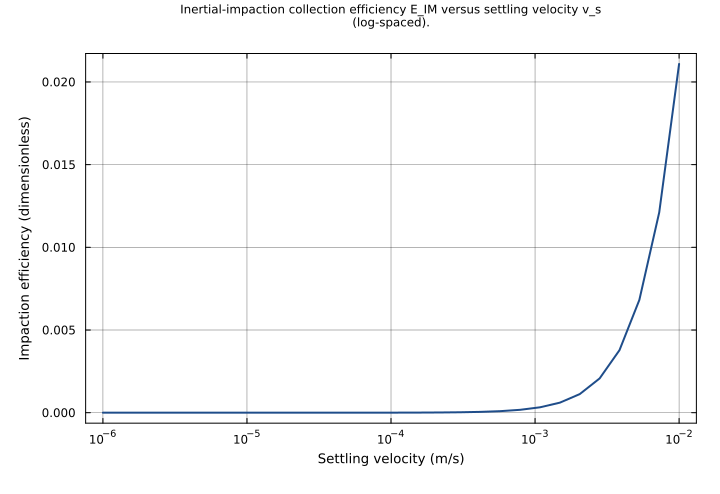 Inertial-impaction collection efficiency E_IM versus settling velocity v_s
(log-spaced).
Impaction efficiency (dimensionless)
0.020
0.015
0.010
0.005
0.000
10⁻⁶
10⁻⁵
10⁻⁴
10⁻³
10⁻²
Settling velocity (m/s)